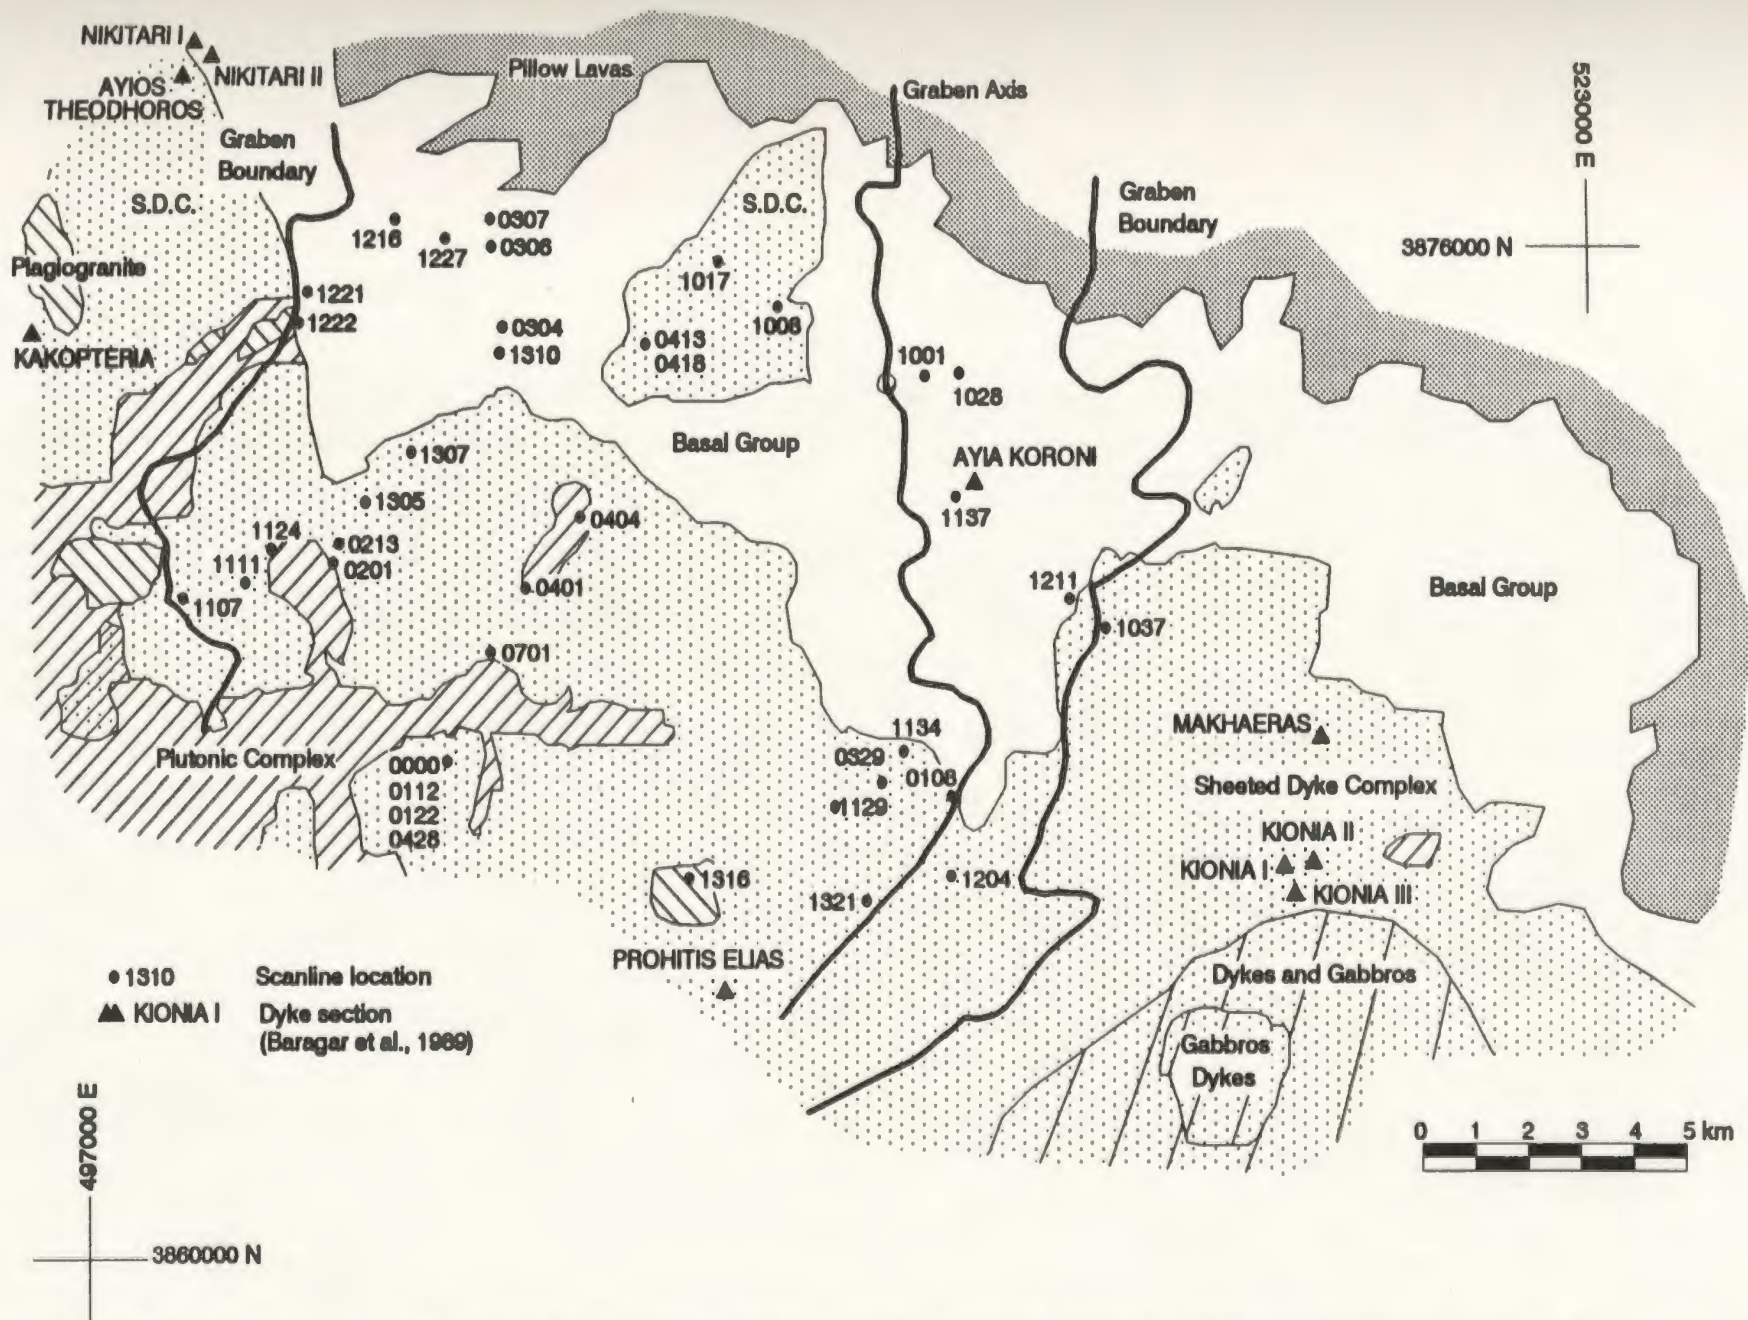 NIKITARI I
NIKITARI II
AYIOS
THEODHOROS
Pillow Lavas
Graben Axis
523000 E
Graben
Boundary
S.D.C.
S.D.C.
Graben
Boundary
3876000 N
0307
0306
1216
1227
Plagiogranite
1017
1221
1222
0304
1310
1006
KAKOPTERIA
0413
0418
1001
1028
Basal Group
1307
AYIA KORONI
1305
1137
0404
1124
0213
0201
1111
0401
1107
1211
Basal Group
1037
0701
1134
MAKHAERAS
Plutonic Complex
0000
0112
0122
0428
0329
0108
1129
Sheeted Dyke Complex
KIONIA II
KIONIA I
KIONIA III
1316
1204
1321
PROHITIS ELIAS
Dykes and Gabbros
1310 Scanline location
KIONIA I Dyke section
(Baragar et al., 1989)
Gabbros
Dykes
497000 E
0 1 2 3 4 5 km
3860000 N